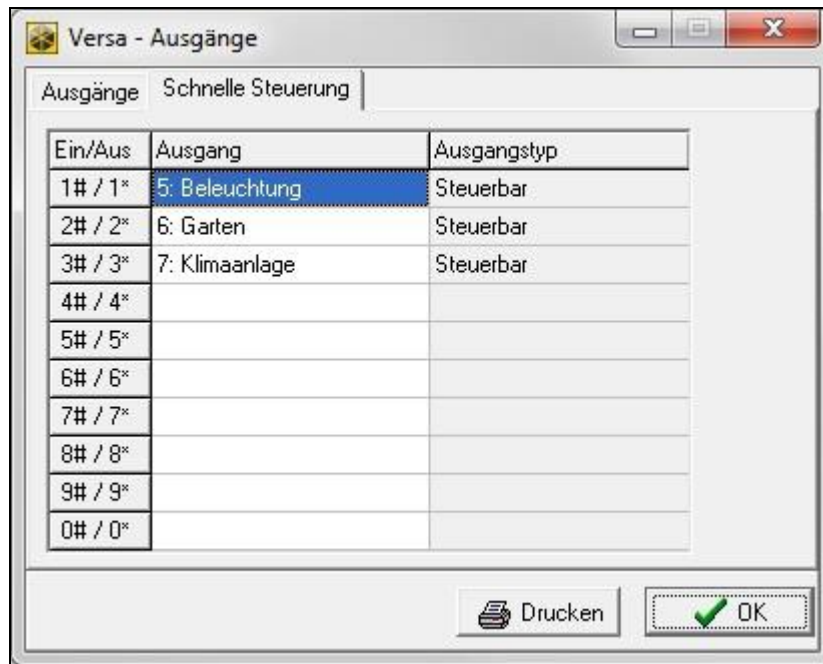 Versa - Ausgänge
Ausgänge Schnelle Steuerung
Ein/Aus Ausgang Ausgangstyp
1# / 1* 5: Beleuchtung Steuerbar
2# / 2* 6: Garten Steuerbar
3# / 3* 7: Klimaanlage Steuerbar
4# / 4*
5# / 5*
6# / 6*
7# / 7*
8# / 8*
9# / 9*
0# / 0*
Drucken OK